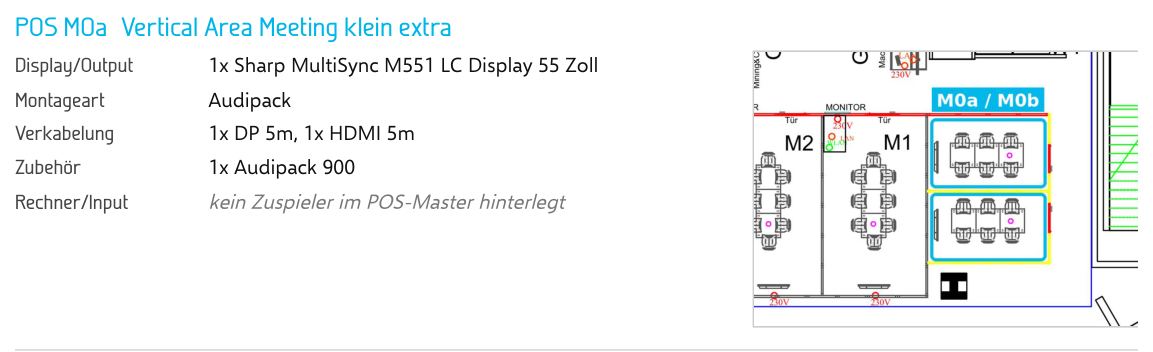 POS M0a Vertical Area Meeting klein extra
Display/Output 1x Sharp MultiSync M551 LC Display 55 Zoll
Montageart Audipack
Verkabelung 1x DP 5m, 1x HDMI 5m
Zubehör 1x Audipack 900
Rechner/Input kein Zuspieler im POS-Master hinterlegt
230V
M0a / M0b
MONITOR
Tür
230V
Tür
LAN
M2
M1
230V
230V